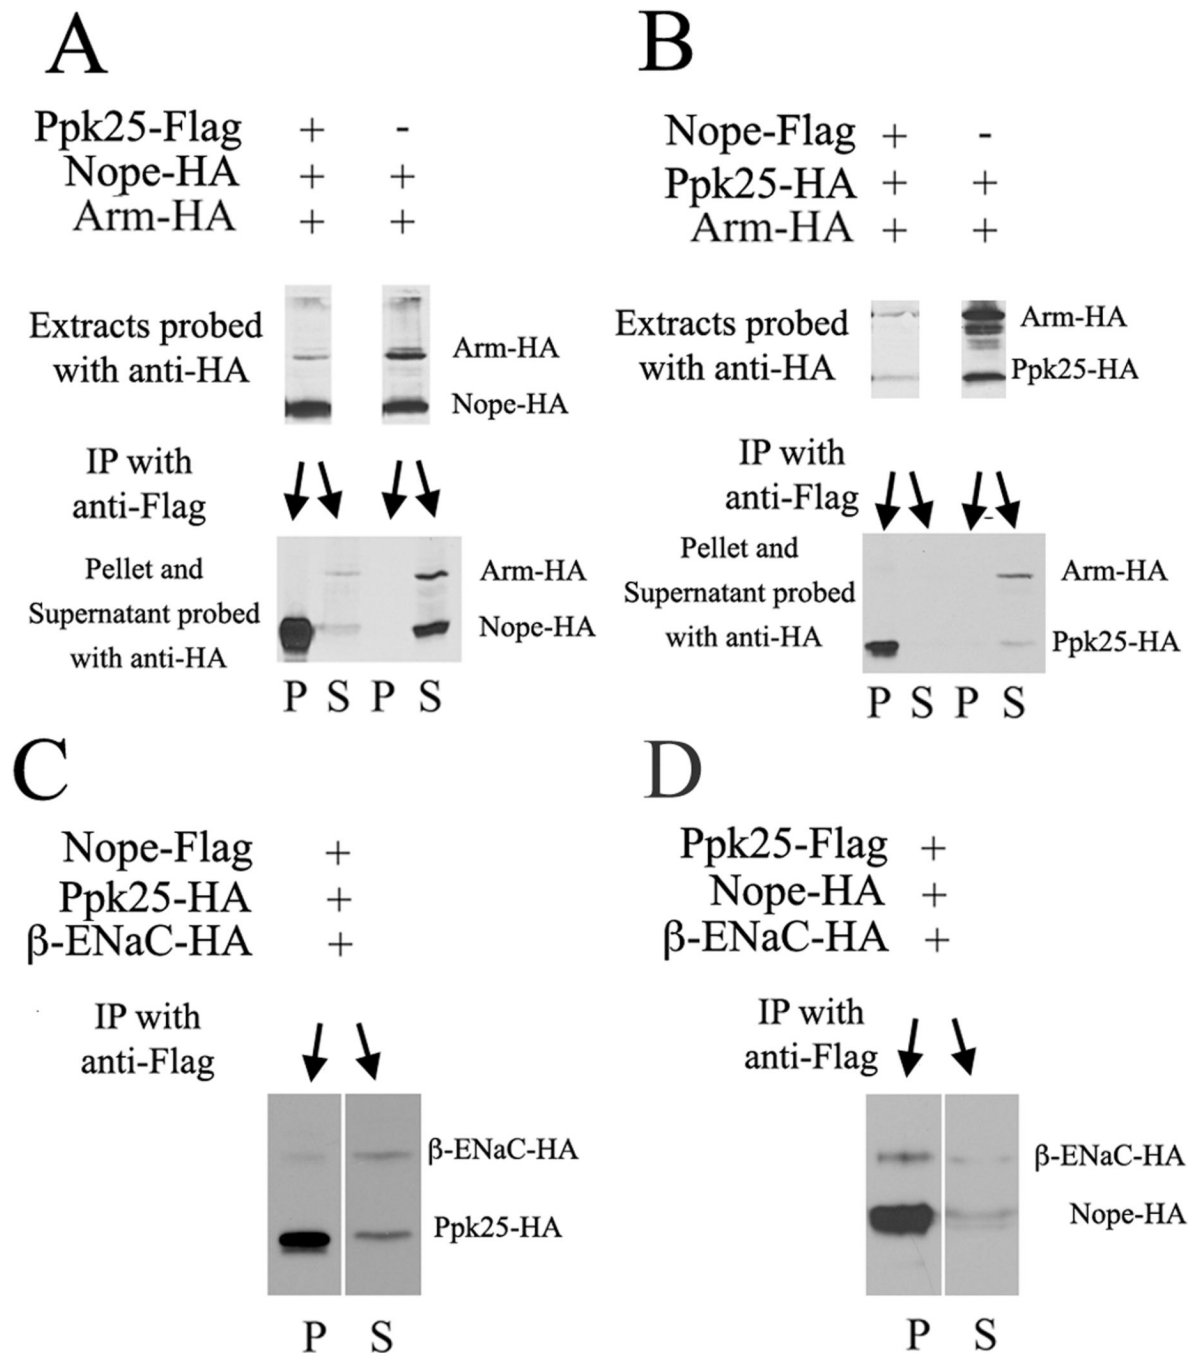 A
Ppk25-Flag + -
Nope-HA + +
Arm-HA + +
Extracts probed
with anti-HA
Arm-HA
Nope-HA
IP with
anti-Flag
Pellet and
Supernatant probed
with anti-HA
Arm-HA
Nope-HA
P S P S
B
Nope-Flag + -
Ppk25-HA + +
Arm-HA + +
Extracts probed
with anti-HA
Arm-HA
Ppk25-HA
IP with
anti-Flag
-
Pellet and
Supernatant probed
with anti-HA
Arm-HA
Ppk25-HA
P S P S
C
Nope-Flag +
Ppk25-HA +
β-ENaC-HA +
IP with
anti-Flag
β-ENaC-HA
Ppk25-HA
P S
D
Ppk25-Flag +
Nope-HA +
β-ENaC-HA +
IP with
anti-Flag
β-ENaC-HA
Nope-HA
P S